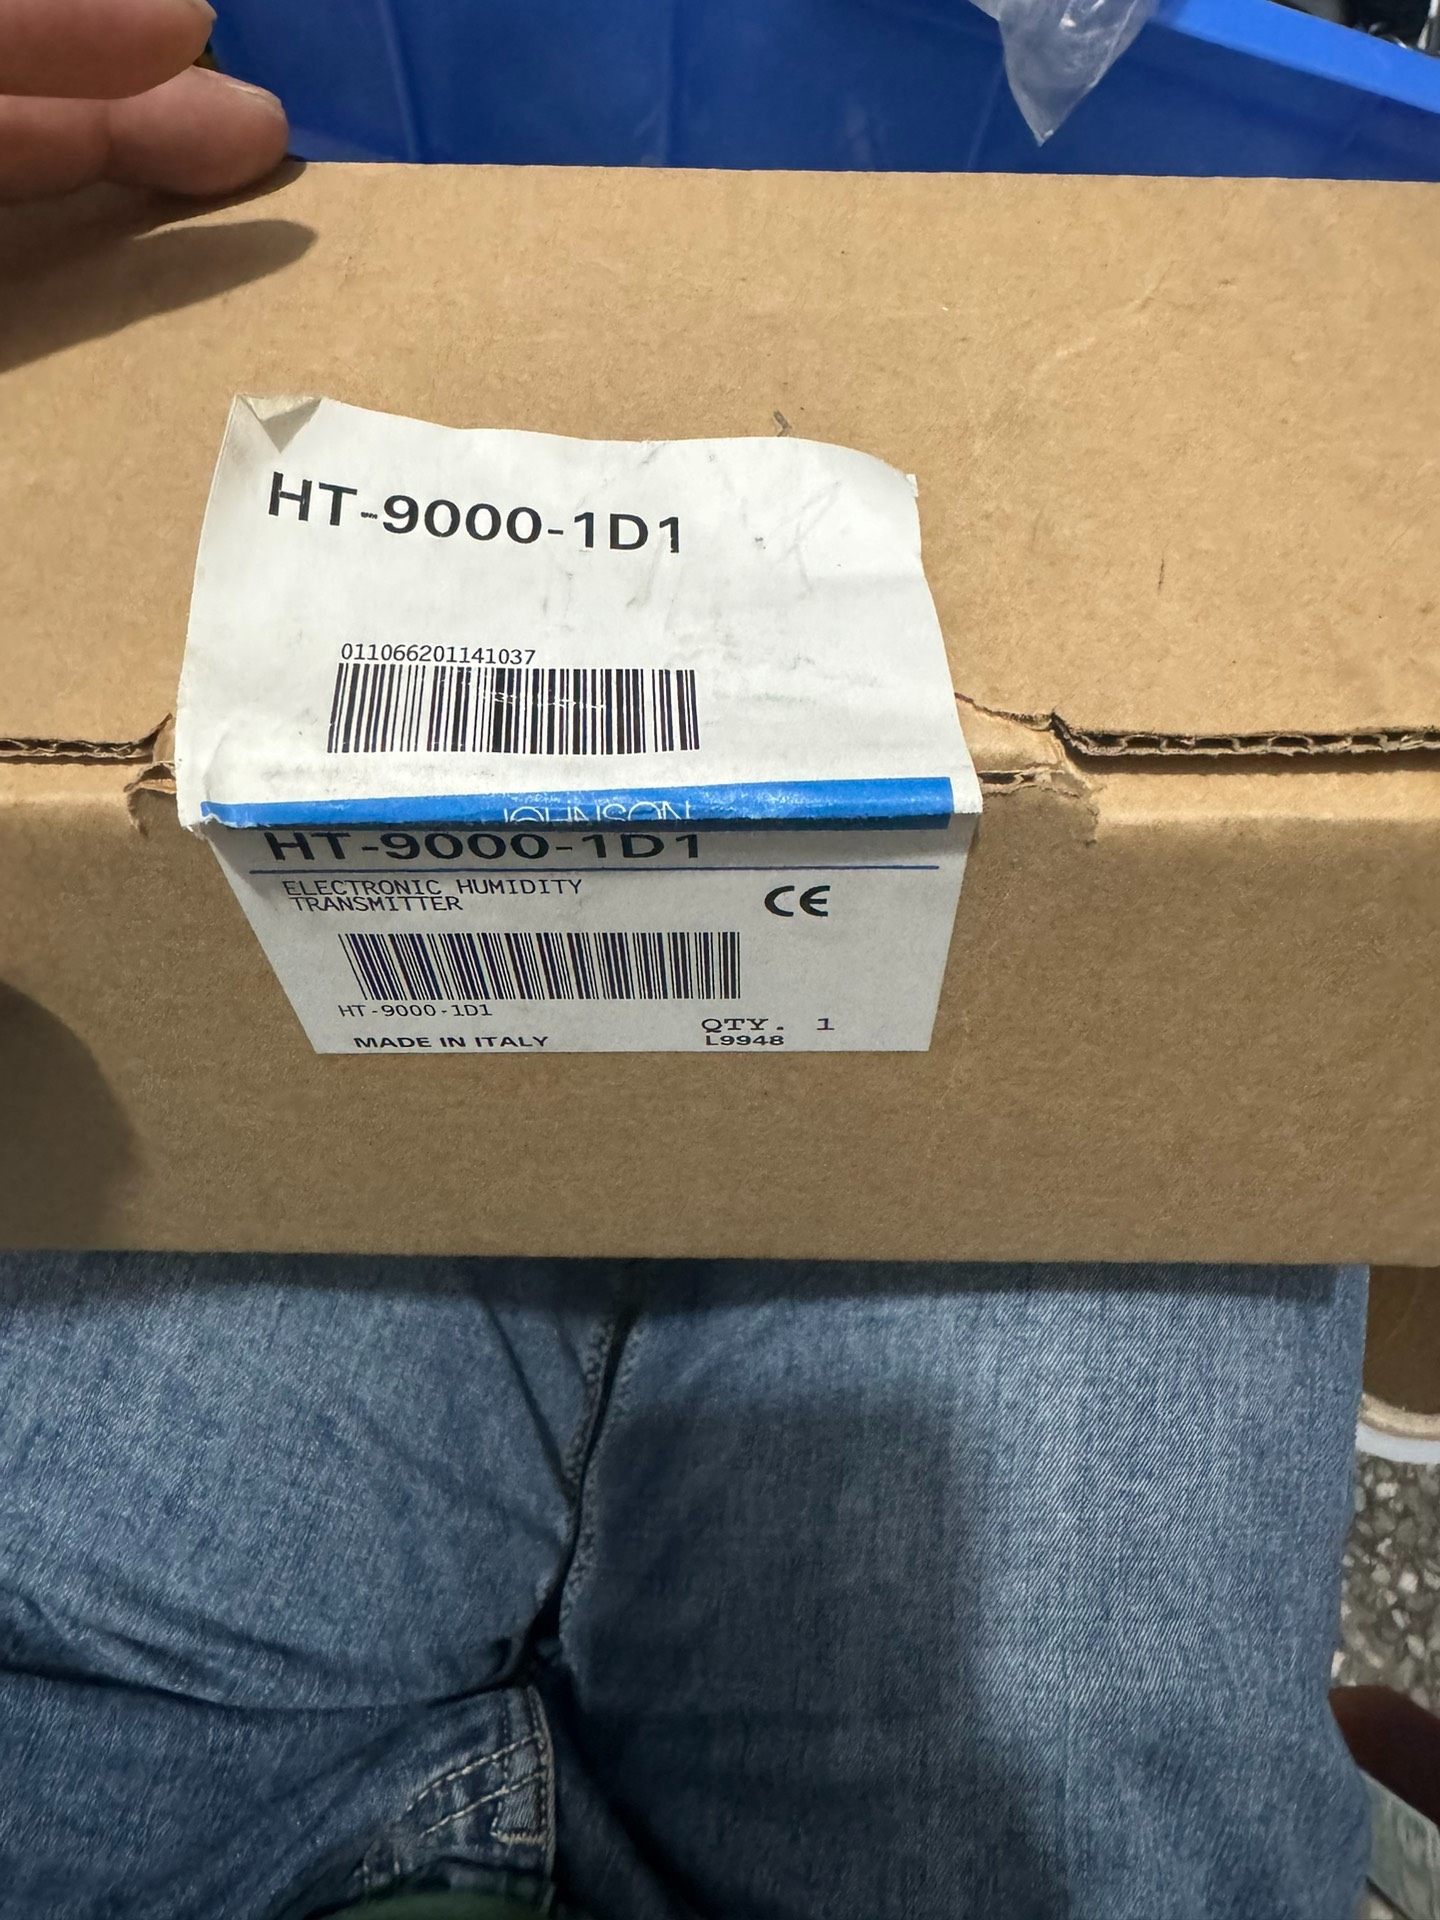 HT-9000-1D1
011066201141037
JOHNSON
HT-9000-1D1
ELECTRONIC HUMIDITY
TRANSMITTER
CE
HT-9000-1D1
QTY. 1
MADE IN ITALY
L9948